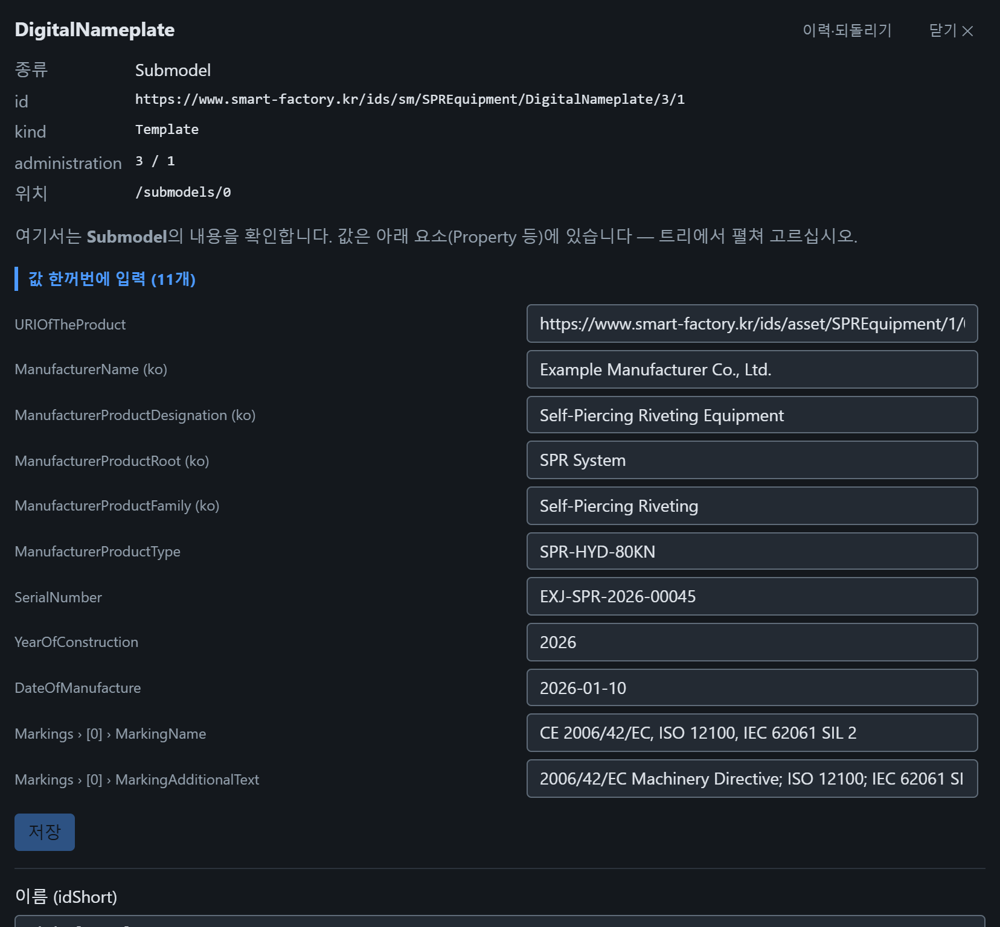 DigitalNameplate
이력·되돌리기
닫기 ×
종류 Submodel
id https://www.smart-factory.kr/ids/sm/SPREquipment/DigitalNameplate/3/1
kind Template
administration 3 / 1
위치 /submodels/0
여기서는 Submodel의 내용을 확인합니다. 값은 아래 요소(Property 등)에 있습니다 — 트리에서 펼쳐 고르십시오.
값 한꺼번에 입력 (11개)
URIOfTheProduct https://www.smart-factory.kr/ids/asset/SPREquipment/1/
ManufacturerName (ko) Example Manufacturer Co., Ltd.
ManufacturerProductDesignation (ko) Self-Piercing Riveting Equipment
ManufacturerProductRoot (ko) SPR System
ManufacturerProductFamily (ko) Self-Piercing Riveting
ManufacturerProductType SPR-HYD-80KN
SerialNumber EXJ-SPR-2026-00045
YearOfConstruction 2026
DateOfManufacture 2026-01-10
Markings › [0] › MarkingName CE 2006/42/EC, ISO 12100, IEC 62061 SIL 2
Markings › [0] › MarkingAdditionalText 2006/42/EC Machinery Directive; ISO 12100; IEC 62061 SI
저장
이름 (idShort)